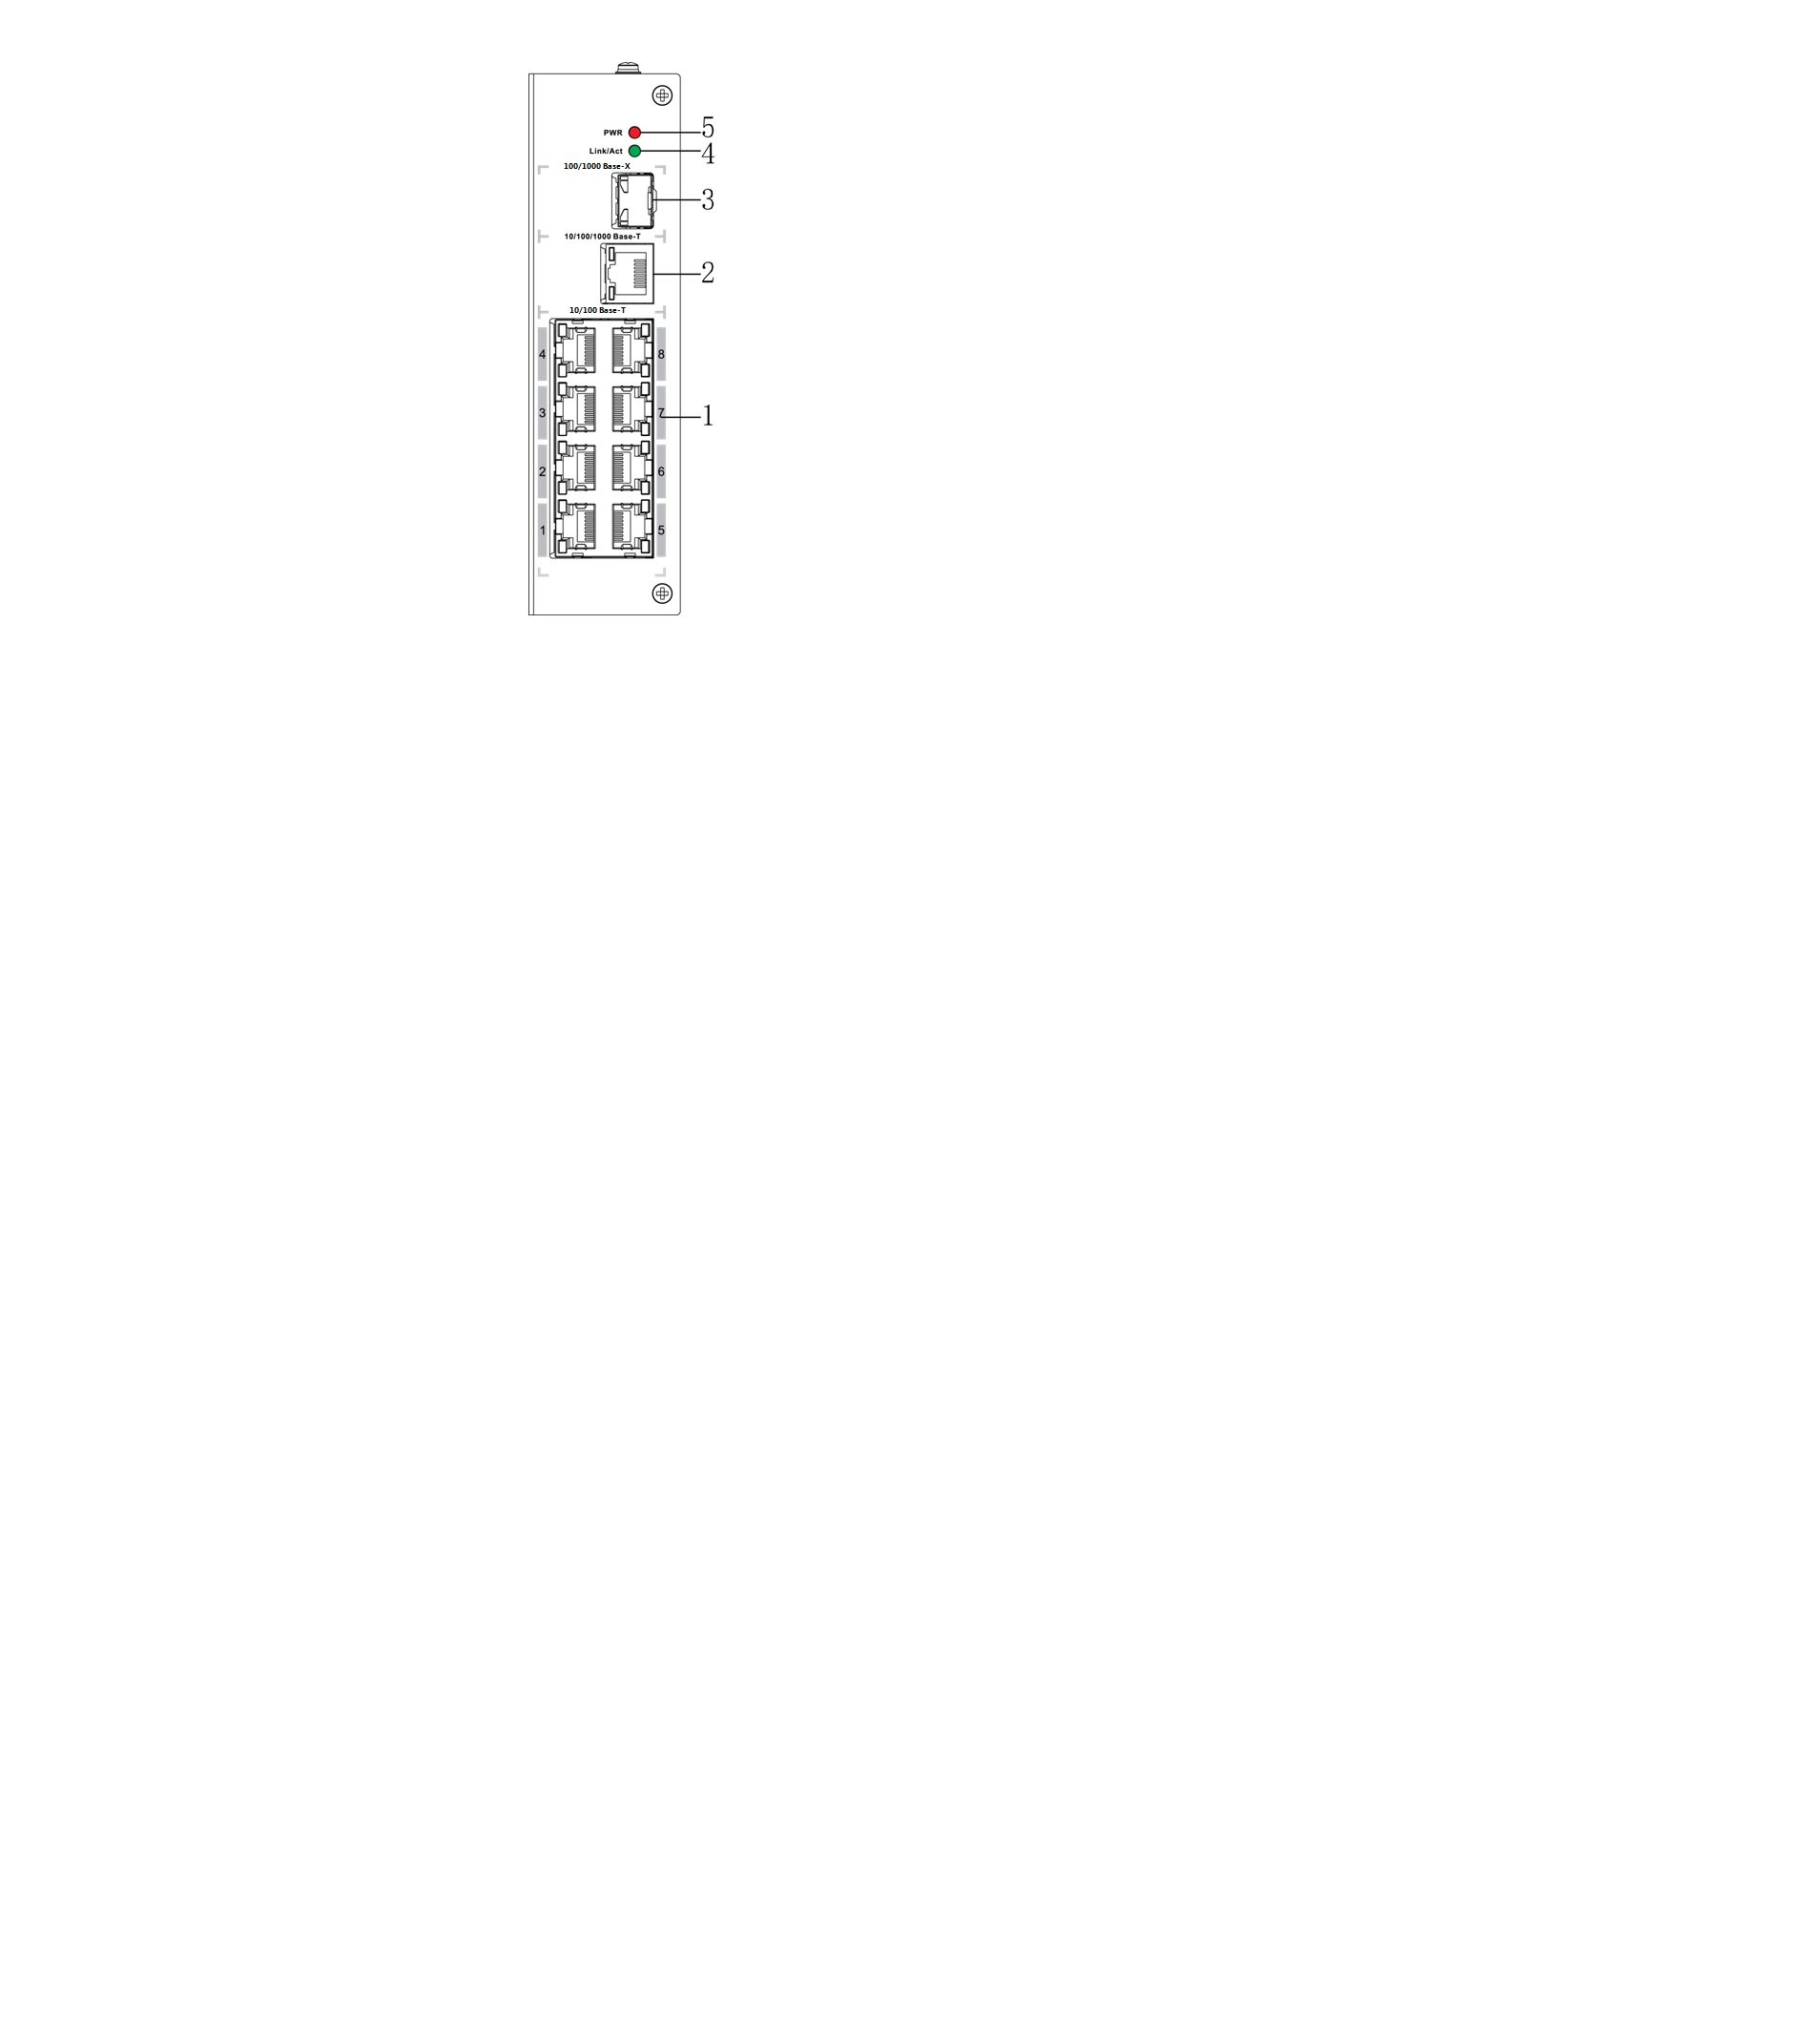 PWR 5
Link/Act 4
100/1000 Base-X
3
10/100/1000 Base-T
2
10/100 Base-T
4 8
3 7 1
2 6
1 5